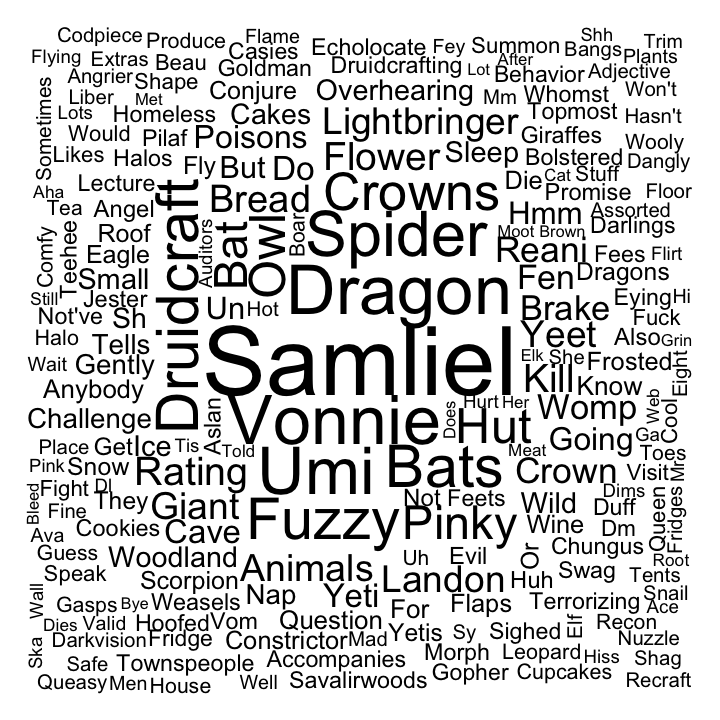 Codpiece
Produce
Flame
Casies
Echolocate
Fey
Summon
Shh
Bangs
Trim
Plants
Flying
Extras
Beau
Goldman
Druidcrafting
Lot
After
Behavior
Adjective
Angrier
Shape
Conjure
Overhearing
Mm
Whomst
Won't
Liber
Met
Lots
Homeless
Cakes
Lightbringer
Topmost
Hasn't
Sometimes
Would
Pilaf
Poisons
Giraffes
Wooly
Likes
Halos
Fly
But
Do
Flower
Sleep
Bolstered
Dangly
Aha
Lecture
Druidcraft
Bread
Crowns
Die
Cat
Stuff
Promise
Floor
Tea
Angel
Hmm
Assorted
Roof
Auditors
Bat
Owl
Board
Spider
Moot
Brown
Darlings
Comfy
Teehee
Eagle
Reani
Fees
Flirt
Small
Dragon
Fen
Dragons
Still
Jester
Un
Hot
Brake
Eying
Hi
Not've
Sh
Fuck
Halo
Tells
Samliel
Yeet
Also
Grin
Wait
Gently
Elk
She
Frosted
Eight
Anybody
Kill
Know
Challenge
Aslan
Vonnie
Does
Hurt
Her
Hut
Womp
Web
Cool
Place
Get
Ice
Tis
Told
Meat
Going
Ga
Toes
Pink
Snow
Rating
Umi
Bats
Crown
Visit
Mr
Fight
Dl
They
Giant
Not
Feets
Wild
Dims
Duff
Queen
Fridges
Bleed
Fine
Fuzzy
Pinky
Wine
Dm
Ava
Cookies
Cave
Chungus
Guess
Woodland
Uh
Evil
Or
Root
Speak
Scorpion
Animals
Landon
Huh
Swag
Tents
Wall
Gasps
Bye
Weasels
Nap
Yeti
For
Flaps
Terrorizing
Snail
Ace
Dies
Valid
Hoofed
Vom
Question
Yetis
Sy
Sighed
Elf
Recon
Ska
Darkvision
Fridge
Constrictor
Mad
Nuzzle
Safe
Townspeople
Accompanies
Morph
Leopard
Hiss
Shag
Queasy
Men
House
Well
Savalirwoods
Gopher
Cupcakes
Recraft